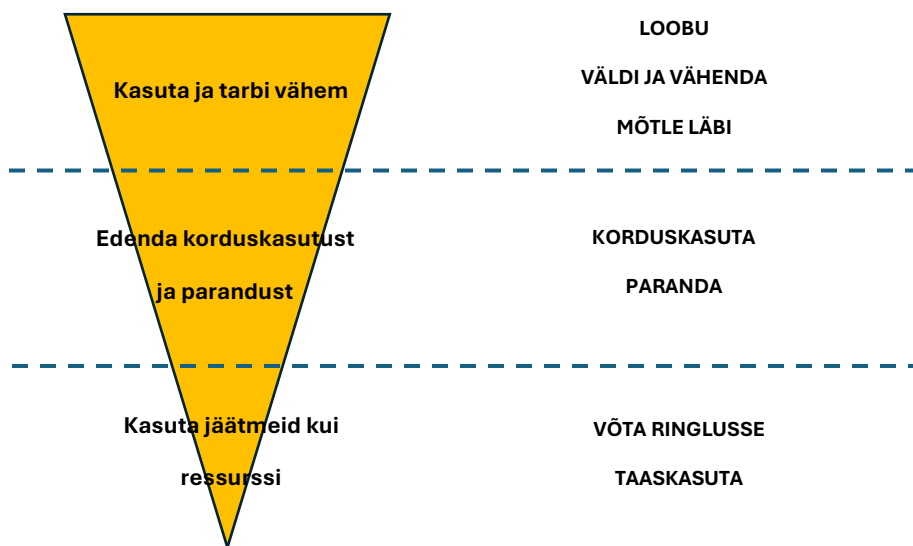 Kasuta ja tarbi vähem
LOOBU
VÄLDI JA VÄHENDA
MÕTLE LÄBI
Edenda korduskasutust
ja parandust
KORDUSKASUTA
PARANDA
Kasuta jäätmeid kui
ressurssi
VÕTA RINGLUSSE
TAASKASUTA